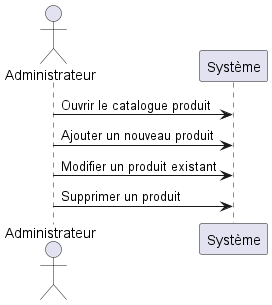 Administrateur
Système
Ouvrir le catalogue produit
Ajouter un nouveau produit
Modifier un produit existant
Supprimer un produit
Administrateur
Système